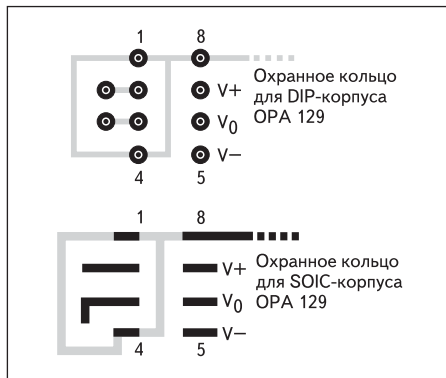 1 8
V+
V0
V−
4 5
Охранное кольцо
для DIP-корпуса
OPA 129
1 8
V+
V0
V−
4 5
Охранное кольцо
для SOIC-корпуса
OPA 129